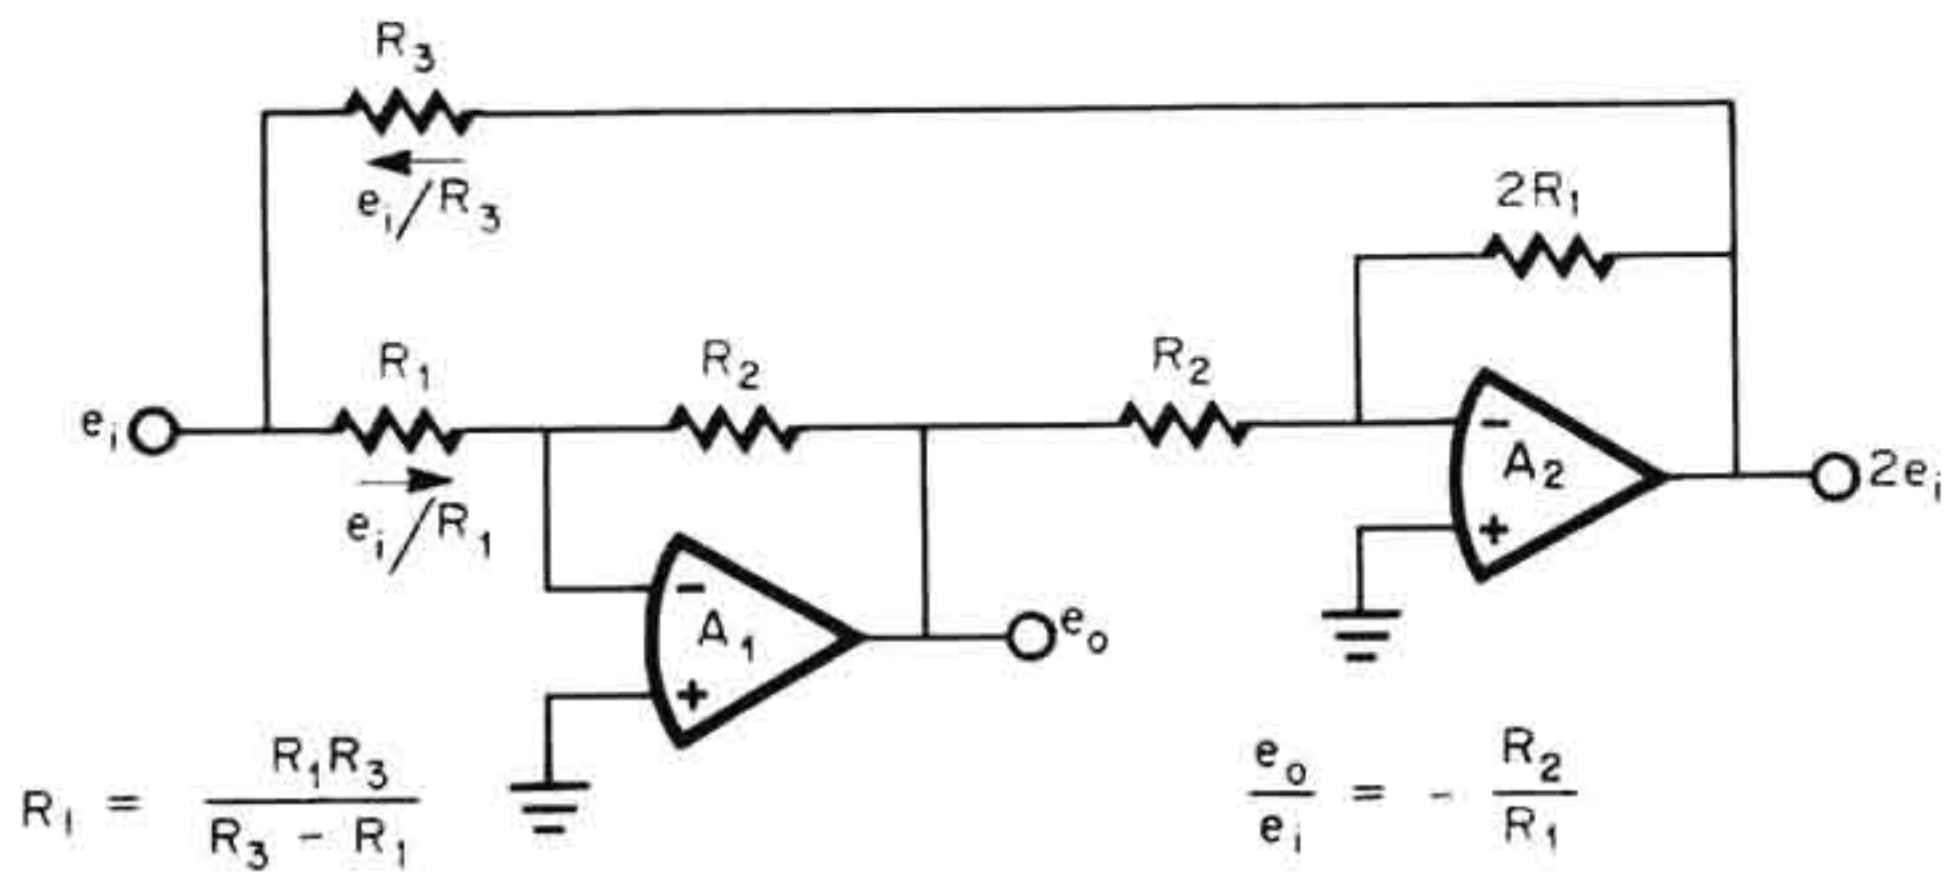 R₃
eᵢ/R₃
2R₁
R₁
R₂
R₂
eᵢ
eᵢ/R₁
-
A₂
+
2eᵢ
-
A₁
+
eₒ
Rᵢ = R₁R₃ / (R₃ - R₁)
eₒ/eᵢ = - R₂/R₁